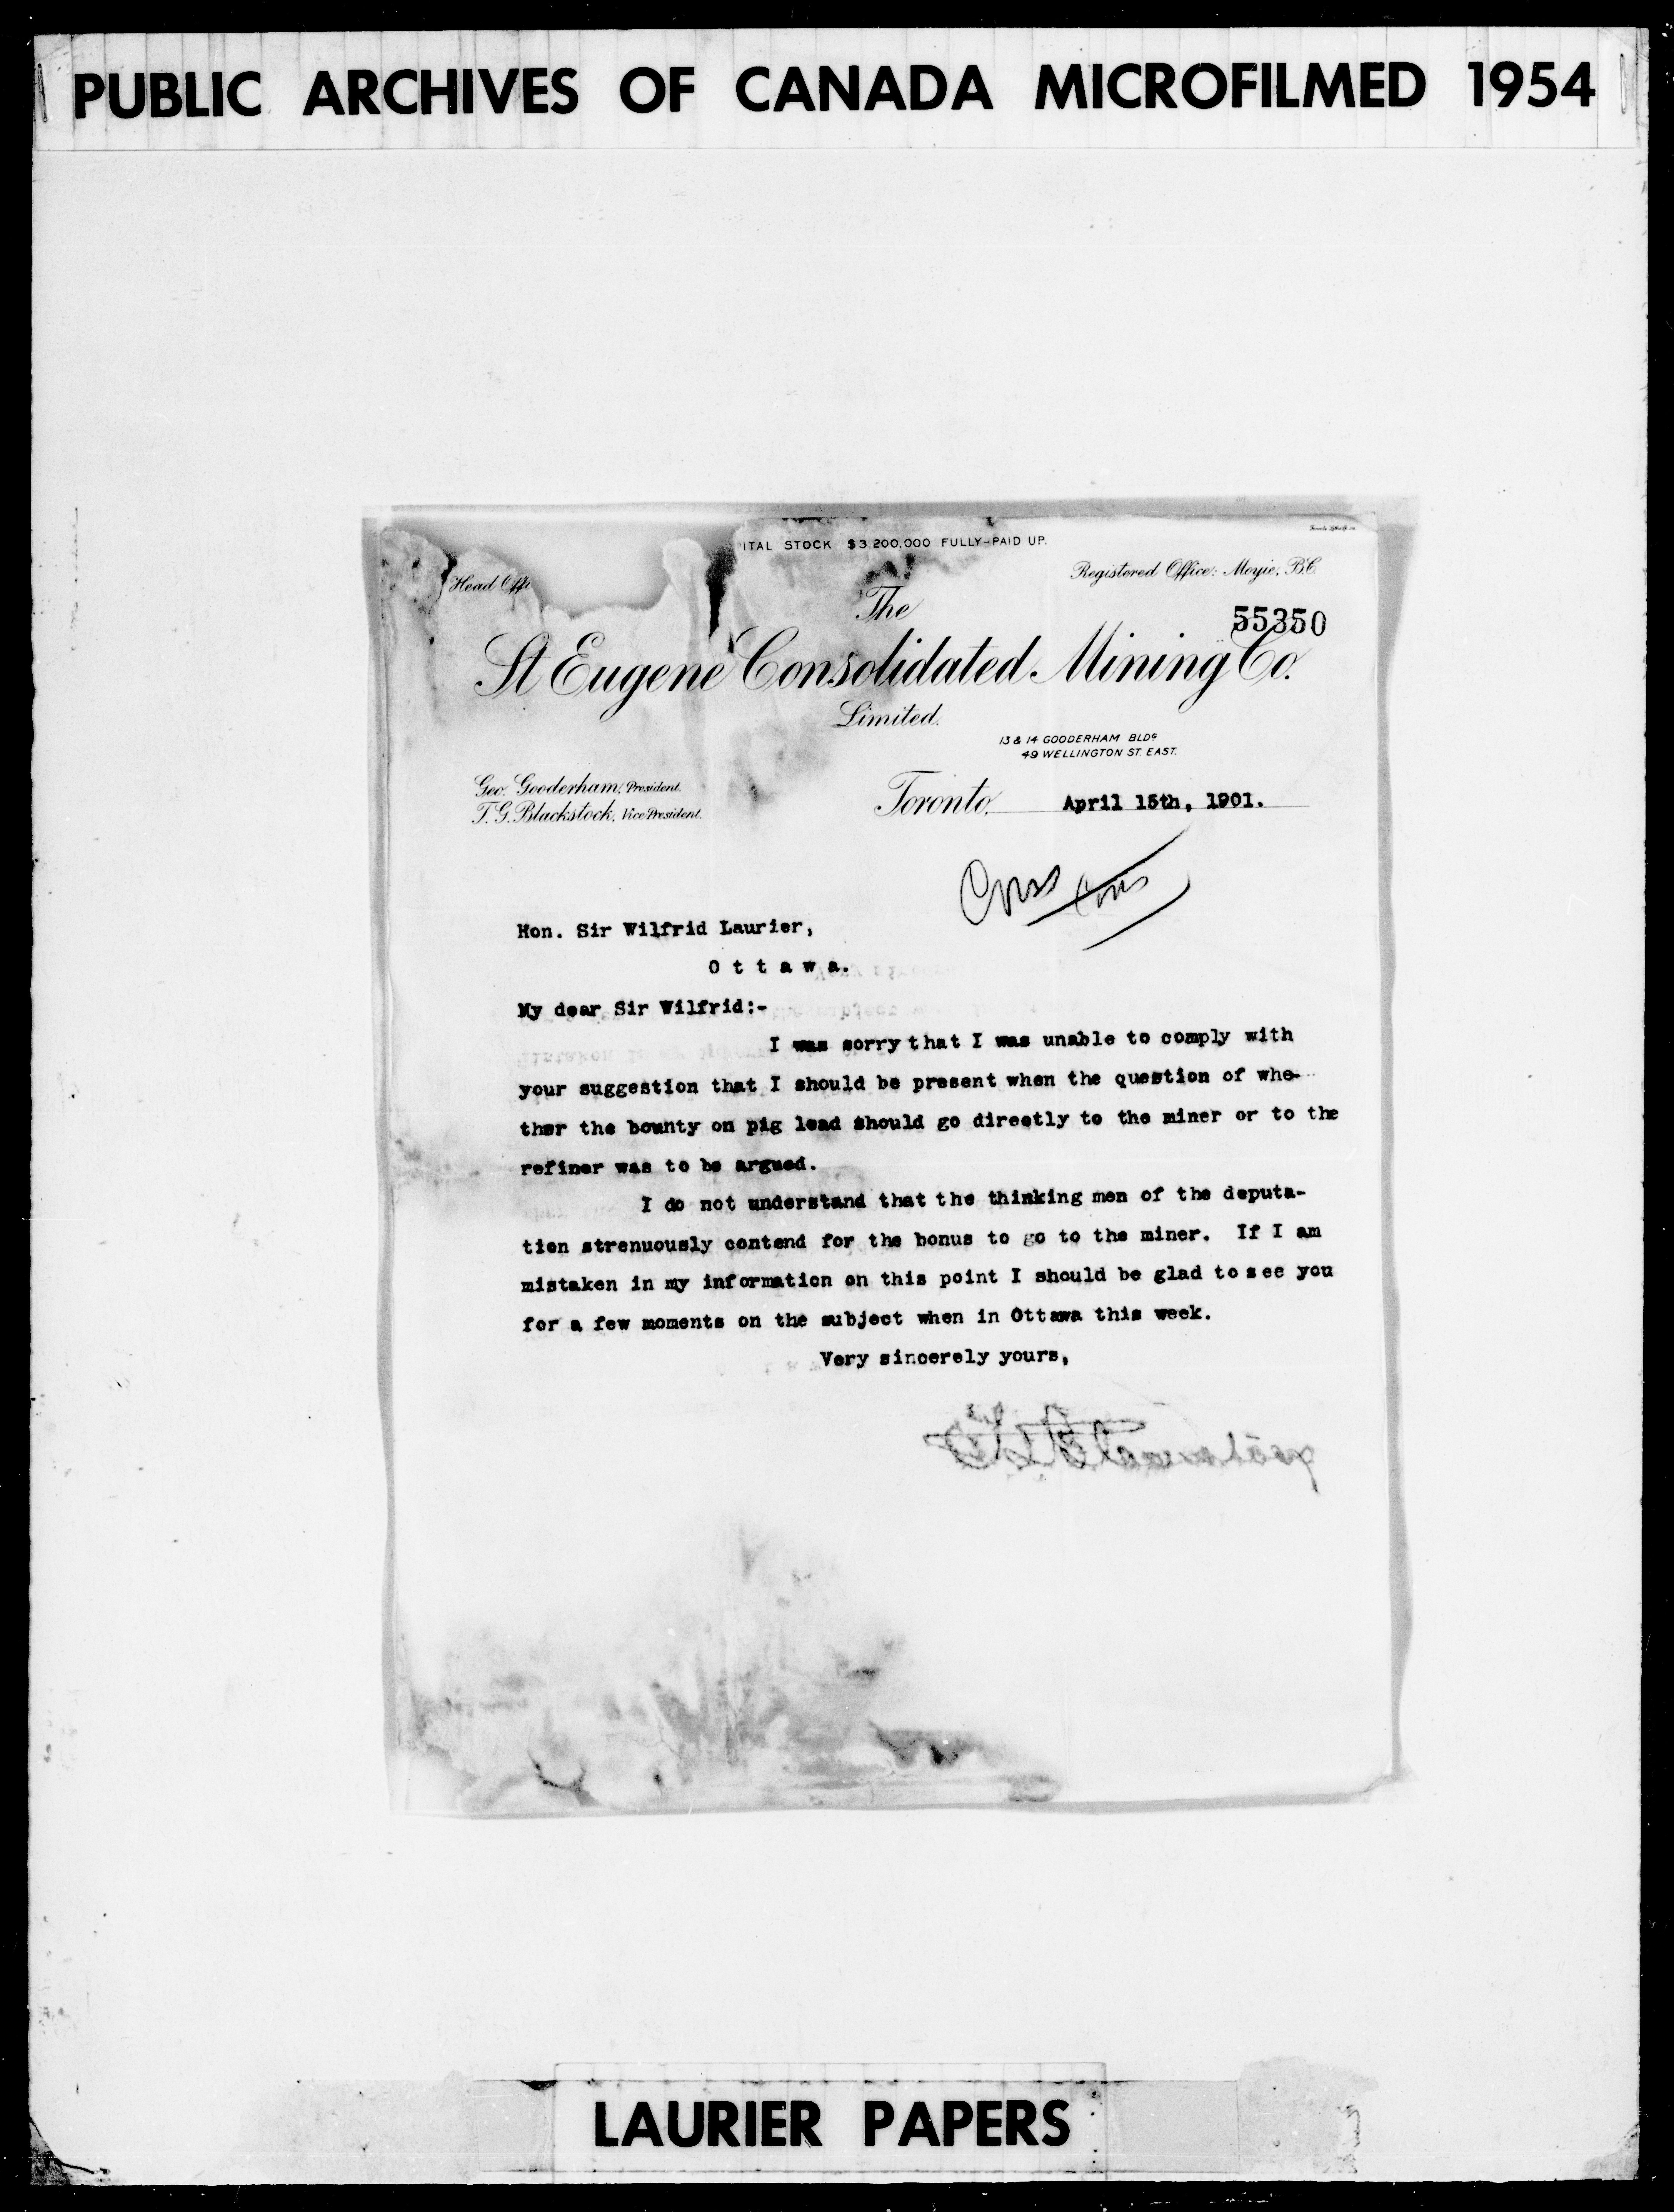 PUBLIC ARCHIVES OF CANADA MICROFILMED 1954
ITAL STOCK $3,200,000 FULLY-PAID UP.
Head Offi
Registered Office: Moyie, B.C.
The
55350
St Eugene Consolidated Mining Co.
Limited.
13 & 14 GOODERHAM BLDG
49 WELLINGTON ST. EAST.
Geo. Gooderham, President.
T. G. Blackstock, Vice President.
Toronto, April 15th, 1901.
Hon. Sir Wilfrid Laurier,
O t t a w a.
My dear Sir Wilfrid:-
I was sorry that I was unable to comply with
your suggestion that I should be present when the question of whe-
ther the bounty on pig lead should go directly to the miner or to the
refiner was to be argued.
I do not understand that the thinking men of the deputa-
tion strenuously contend for the bonus to go to the miner. If I am
mistaken in my information on this point I should be glad to see you
for a few moments on the subject when in Ottawa this week.
Very sincerely yours,
LAURIER PAPERS